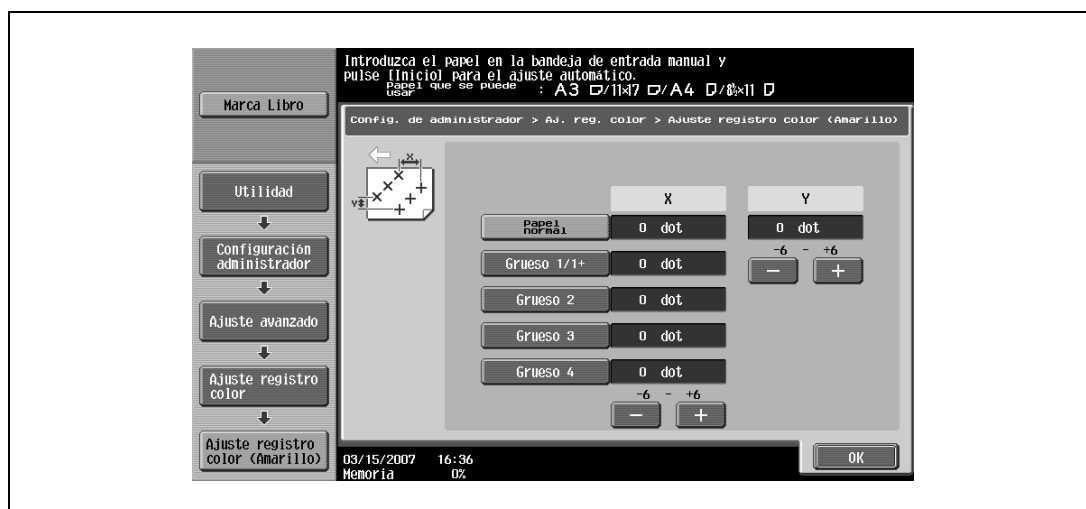 Introduzca el papel en la bandeja de entrada manual y
pulse [Inicio] para el ajuste automático.
Papel que se puede usar : A3 /11×17 /A4 /8½×11
Marca Libro
Config. de administrador > Aj. reg. color > Ajuste registro color (Amarillo)
Utilidad
Configuración
administrador
Ajuste avanzado
Ajuste registro
color
Ajuste registro
color (Amarillo)
X
Y
X
Y
Papel
normal
0 dot
0 dot
-6 - +6
− +
Grueso 1/1+
0 dot
Grueso 2
0 dot
Grueso 3
0 dot
Grueso 4
0 dot
-6 - +6
− +
03/15/2007 16:36
Memoria 0%
OK